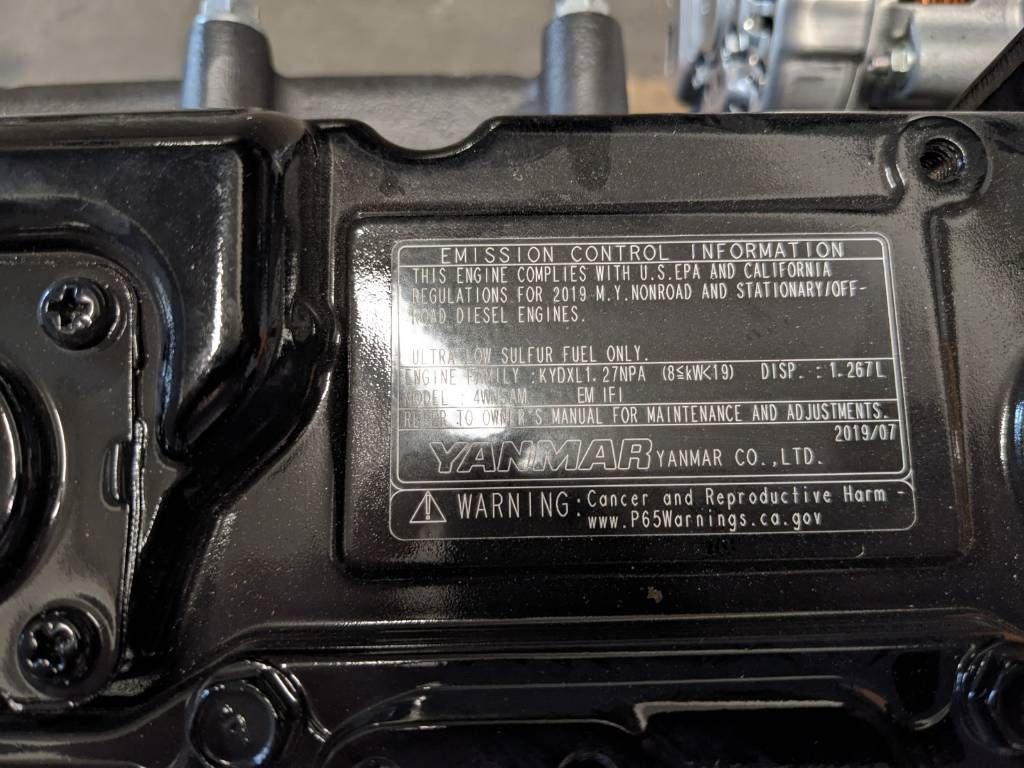 EMISSION CONTROL INFORMATION
THIS ENGINE COMPLIES WITH U.S.EPA AND CALIFORNIA
REGULATIONS FOR 2019 M.Y.NONROAD AND STATIONARY/OFF-
ROAD DIESEL ENGINES.
ULTRA LOW SULFUR FUEL ONLY.
ENGINE FAMILY : KYDXL1.27NPA (8≦kW<19) DISP. : 1.267L
MODEL : EM IFI
REFER TO OWNER'S MANUAL FOR MAINTENANCE AND ADJUSTMENTS.
2019/07
YANMAR YANMAR CO.,LTD.
WARNING: Cancer and Reproductive Harm -
www.P65Warnings.ca.gov